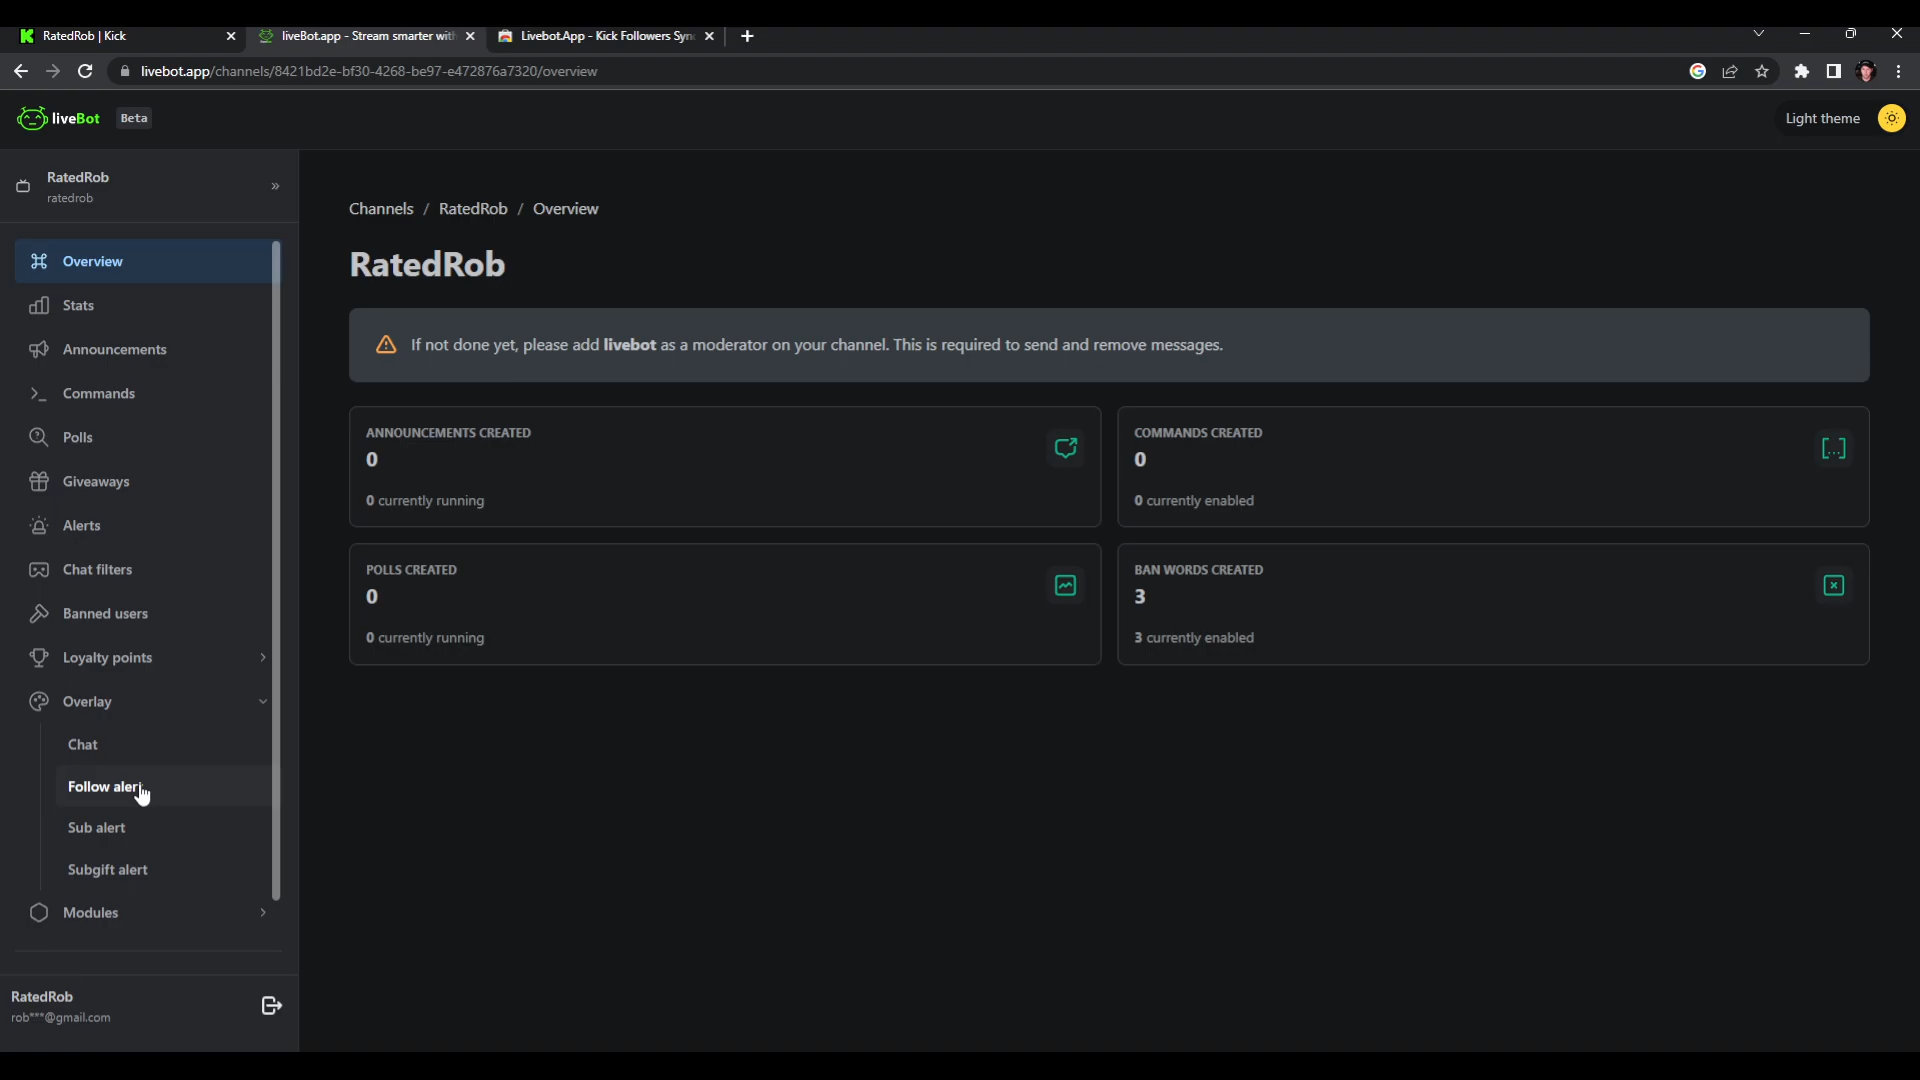 RatedRob | Kick
liveBot.app - Stream smarter with
Livebot.App - Kick Followers Syn
livebot.app/channels/8421bd2e-bf30-4268-be97-e472876a7320/overview
liveBot Beta
Light theme
RatedRob
ratedrob
Overview
Stats
Announcements
Commands
Polls
Giveaways
Alerts
Chat filters
Banned users
Loyalty points
Overlay
Chat
Follow alert
Sub alert
Subgift alert
Modules
RatedRob
rob***@gmail.com
Channels / RatedRob / Overview
RatedRob
If not done yet, please add livebot as a moderator on your channel. This is required to send and remove messages.
ANNOUNCEMENTS CREATED
0
0 currently running
COMMANDS CREATED
0
0 currently enabled
POLLS CREATED
0
0 currently running
BAN WORDS CREATED
3
3 currently enabled